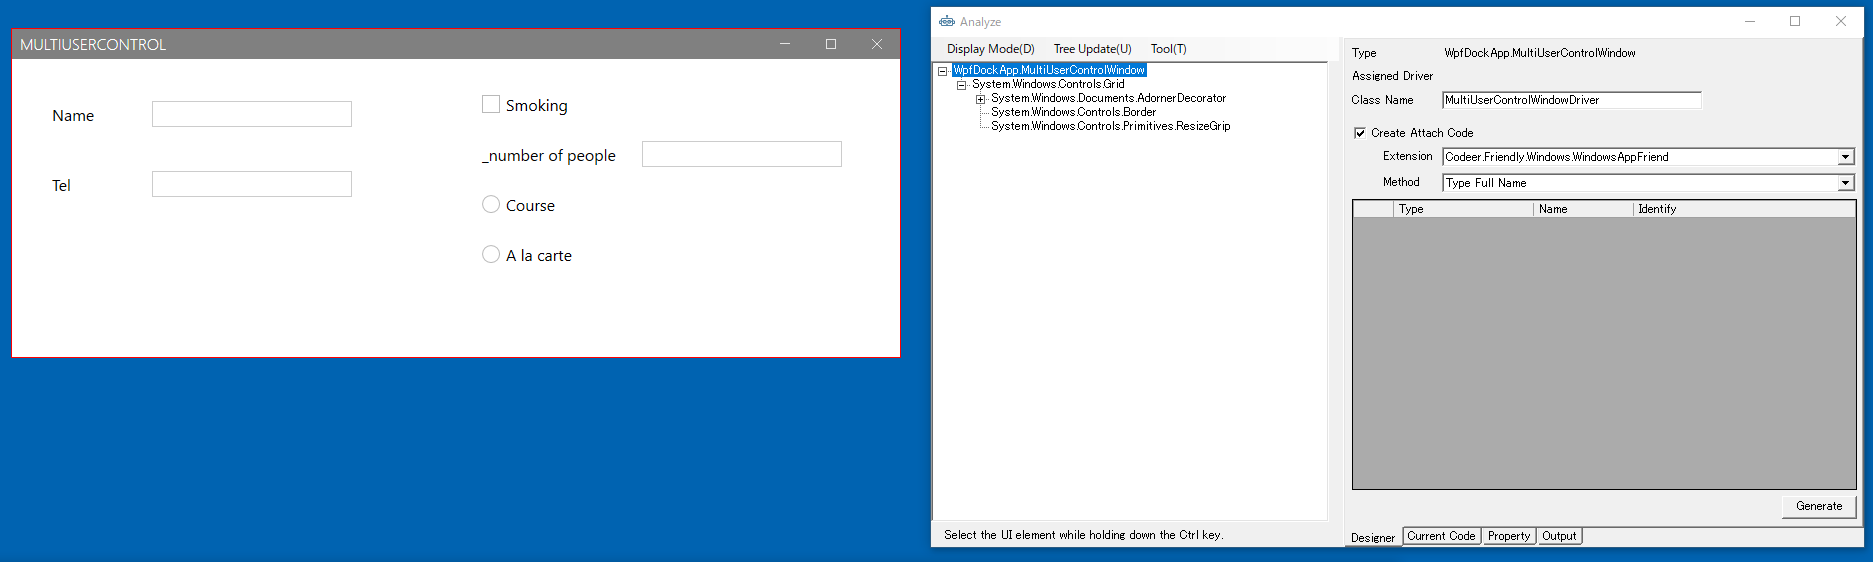 MULTIUSERCONTROL
Name
Tel
Smoking
_number of people
Course
A la carte
Analyze
Display Mode(D) Tree Update(U) Tool(T)
WpfDockApp.MultiUserControlWindow
System.Windows.Controls.Grid
System.Windows.Documents.AdornerDecorator
System.Windows.Controls.Border
System.Windows.Controls.Primitives.ResizeGrip
Select the UI element while holding down the Ctrl key.
Type WpfDockApp.MultiUserControlWindow
Assigned Driver
Class Name MultiUserControlWindowDriver
Create Attach Code
Extension Codeer.Friendly.Windows.WindowsAppFriend
Method Type Full Name
Type Name Identify
Generate
Designer Current Code Property Output